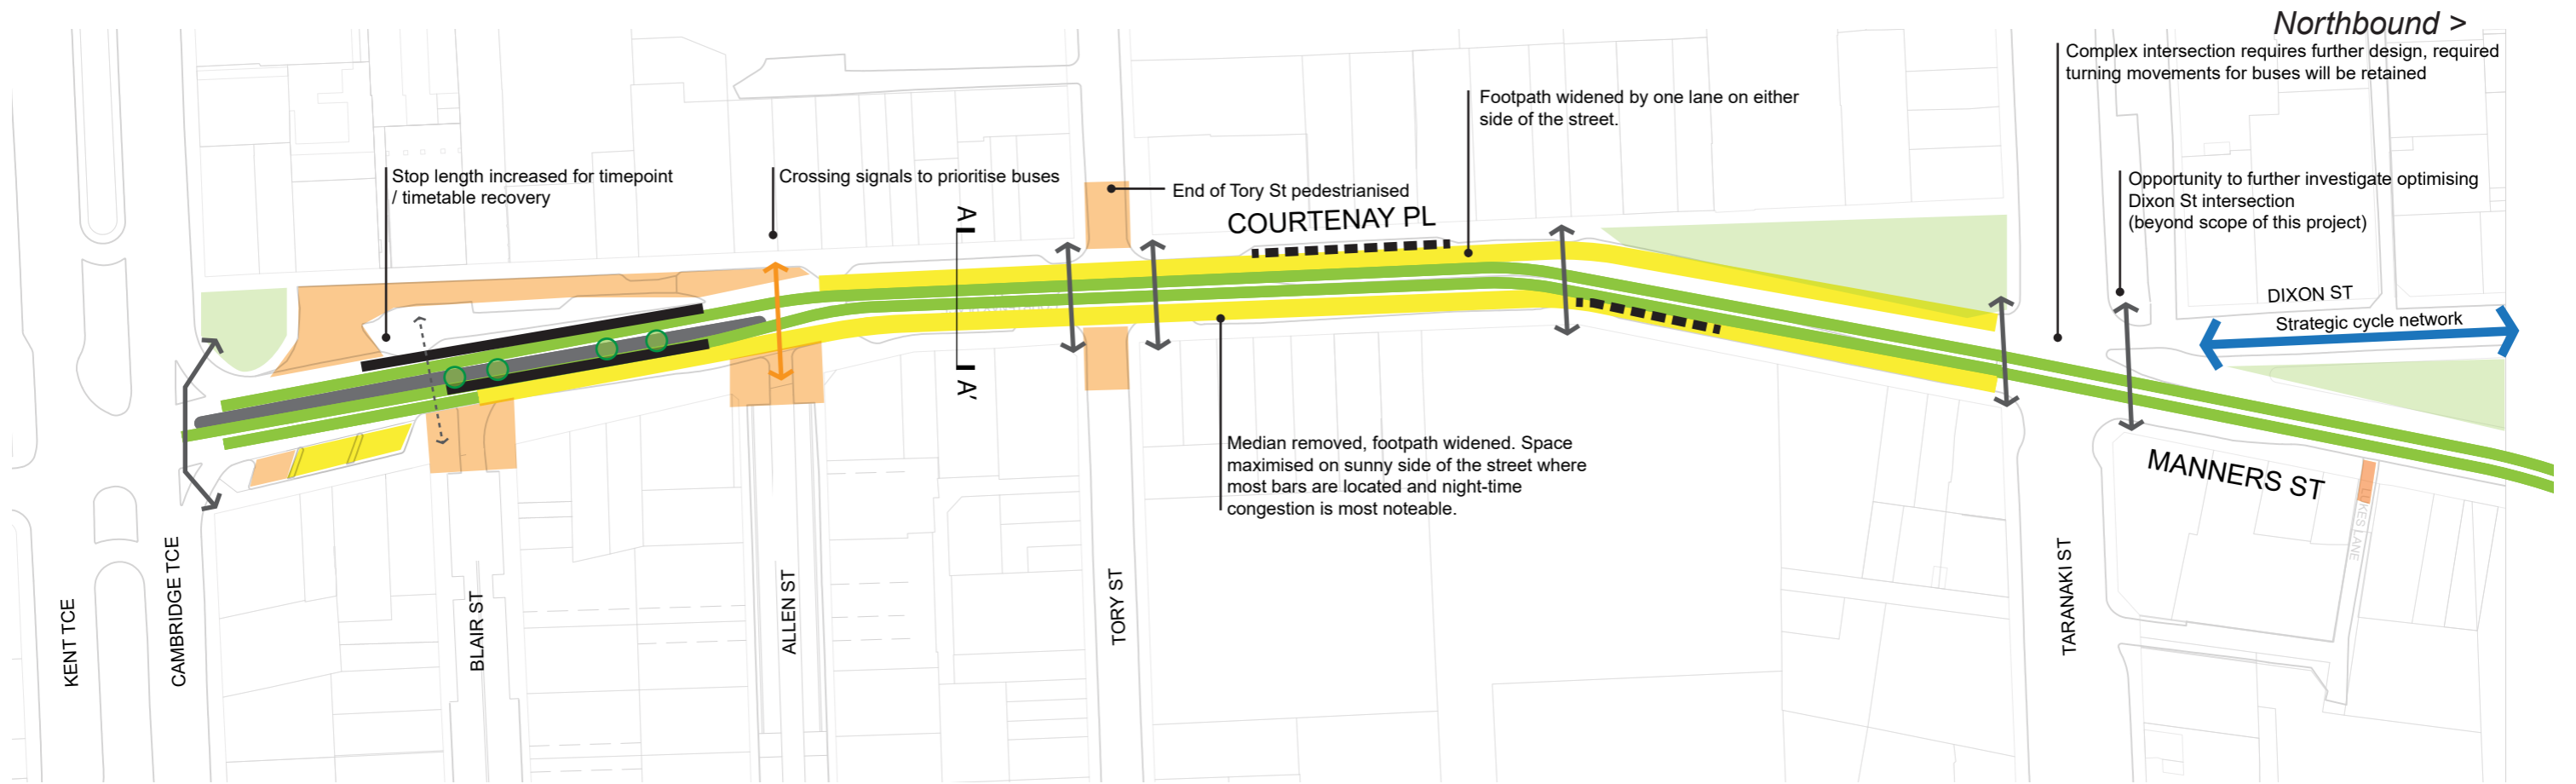 Northbound >
Complex intersection requires further design, required
turning movements for buses will be retained
Footpath widened by one lane on either
side of the street.
Stop length increased for timepoint
/ timetable recovery
Crossing signals to prioritise buses
End of Tory St pedestrianised
Opportunity to further investigate optimising
Dixon St intersection
(beyond scope of this project)
A
COURTENAY PL
DIXON ST
Strategic cycle network
A'
Median removed, footpath widened. Space
maximised on sunny side of the street where
most bars are located and night-time
congestion is most noteable.
MANNERS ST
LUKES LANE
KENT TCE
CAMBRIDGE TCE
BLAIR ST
ALLEN ST
TORY ST
TARANAKI ST